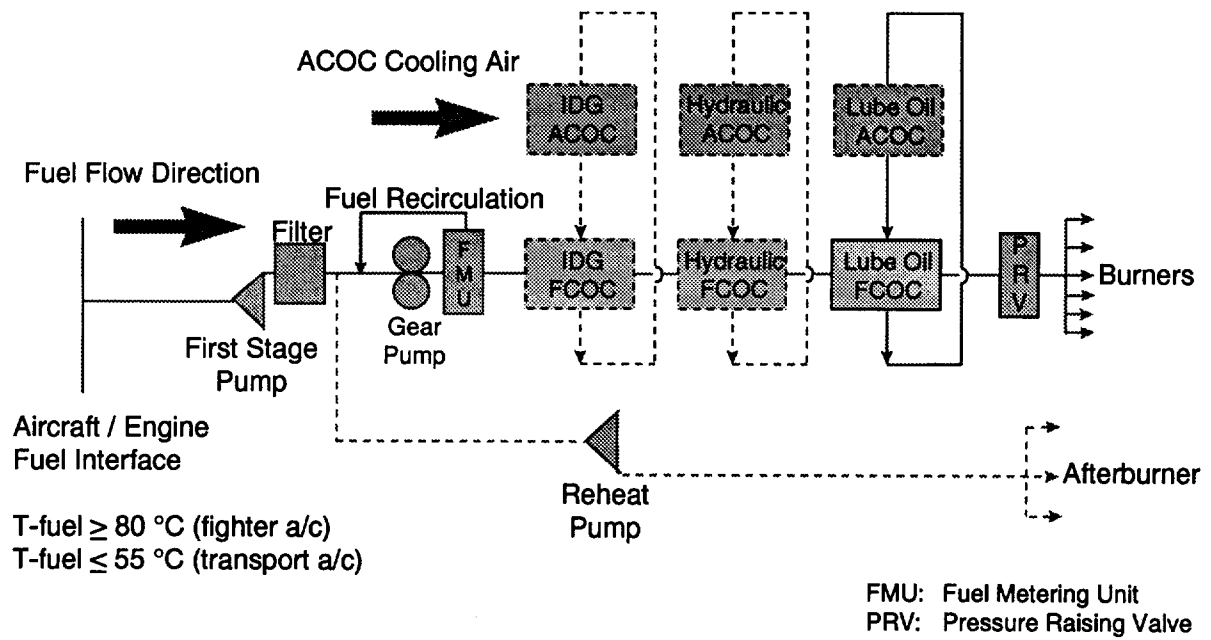 ACOC Cooling Air
IDG
ACOC
Hydraulic
ACOC
Lube Oil
ACOC
Fuel Flow Direction
Fuel Recirculation
Filter
F
M
U
IDG
FCOC
Hydraulic
FCOC
Lube Oil
FCOC
P
R
V
Burners
Gear
Pump
First Stage
Pump
Aircraft / Engine
Fuel Interface
Reheat
Pump
Afterburner
T-fuel ≥ 80 °C (fighter a/c)
T-fuel ≤ 55 °C (transport a/c)
FMU: Fuel Metering Unit
PRV: Pressure Raising Valve